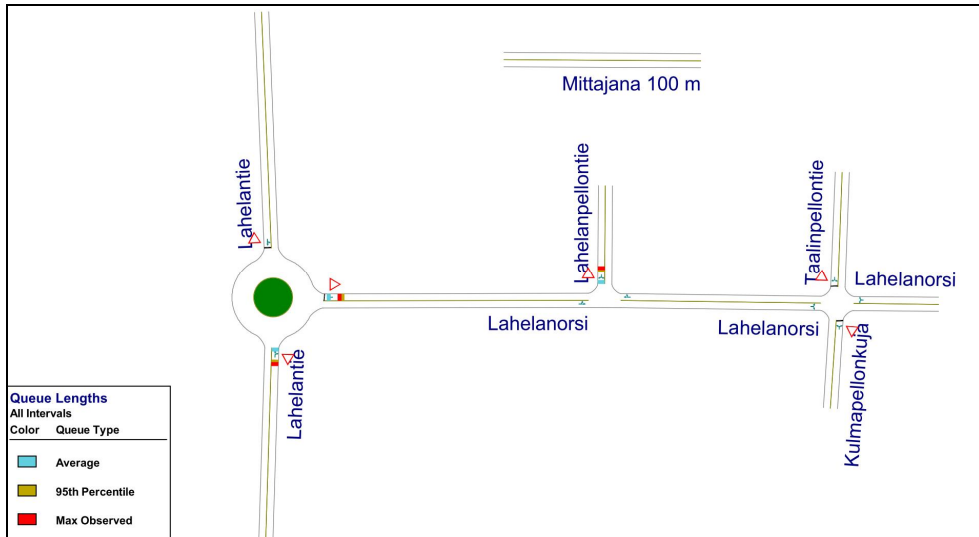 Mittajana 100 m
Lahelantie
Lahelanpellontie
Taalinpellontie
Lahelanorsi
Lahelanorsi
Lahelanorsi
Lahelantie
Kulmapellonkuja
Queue Lengths
All Intervals
Color Queue Type
Average
95th Percentile
Max Observed